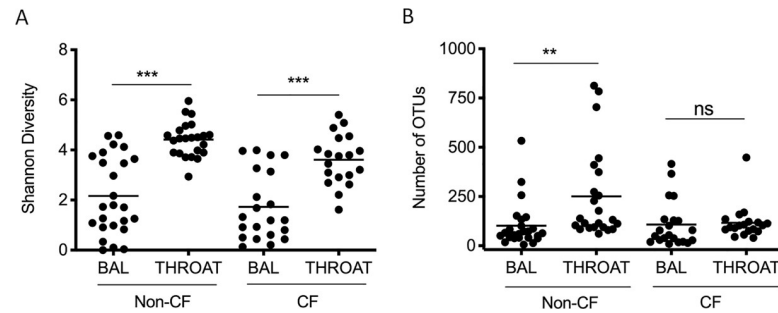 A
Shannon Diversity
8
6
4
2
0
***
***
BAL THROAT BAL THROAT
Non-CF CF
B
Number of OTUs
1000
750
500
250
0
**
ns
BAL THROAT BAL THROAT
Non-CF CF